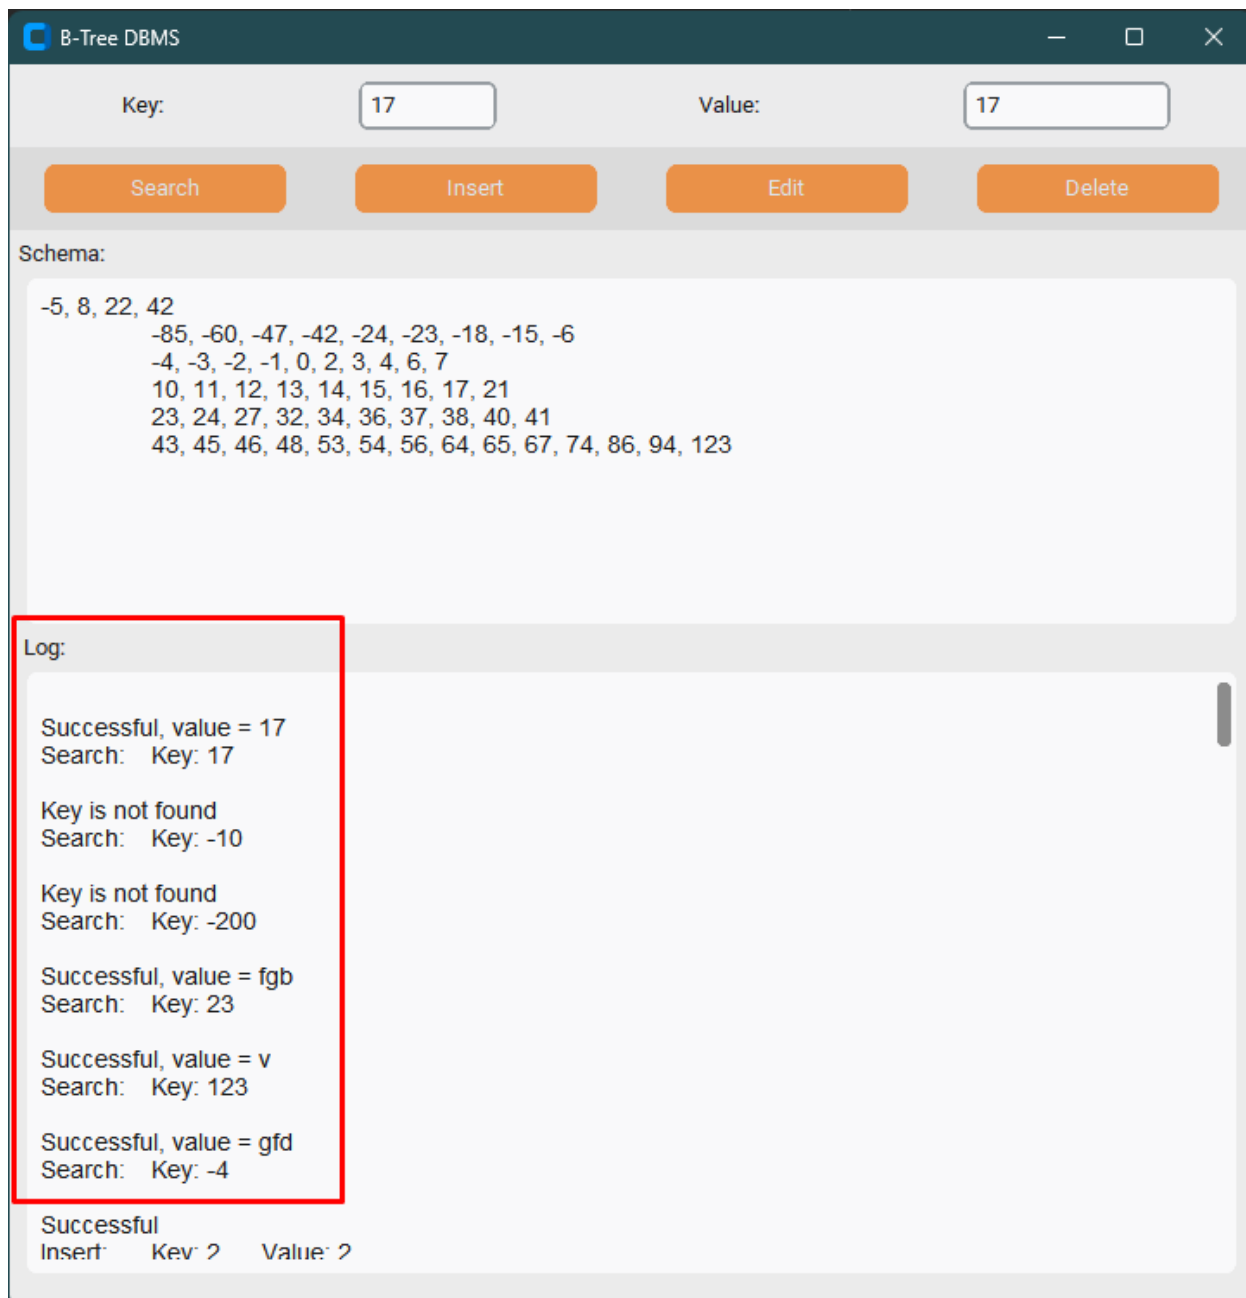 B-Tree DBMS
Key: 17 Value: 17
Search Insert Edit Delete
Schema:
-5, 8, 22, 42
-85, -60, -47, -42, -24, -23, -18, -15, -6
-4, -3, -2, -1, 0, 2, 3, 4, 6, 7
10, 11, 12, 13, 14, 15, 16, 17, 21
23, 24, 27, 32, 34, 36, 37, 38, 40, 41
43, 45, 46, 48, 53, 54, 56, 64, 65, 67, 74, 86, 94, 123
Log:
Successful, value = 17
Search: Key: 17
Key is not found
Search: Key: -10
Key is not found
Search: Key: -200
Successful, value = fgb
Search: Key: 23
Successful, value = v
Search: Key: 123
Successful, value = gfd
Search: Key: -4
Successful
Insert: Key: 2 Value: 2